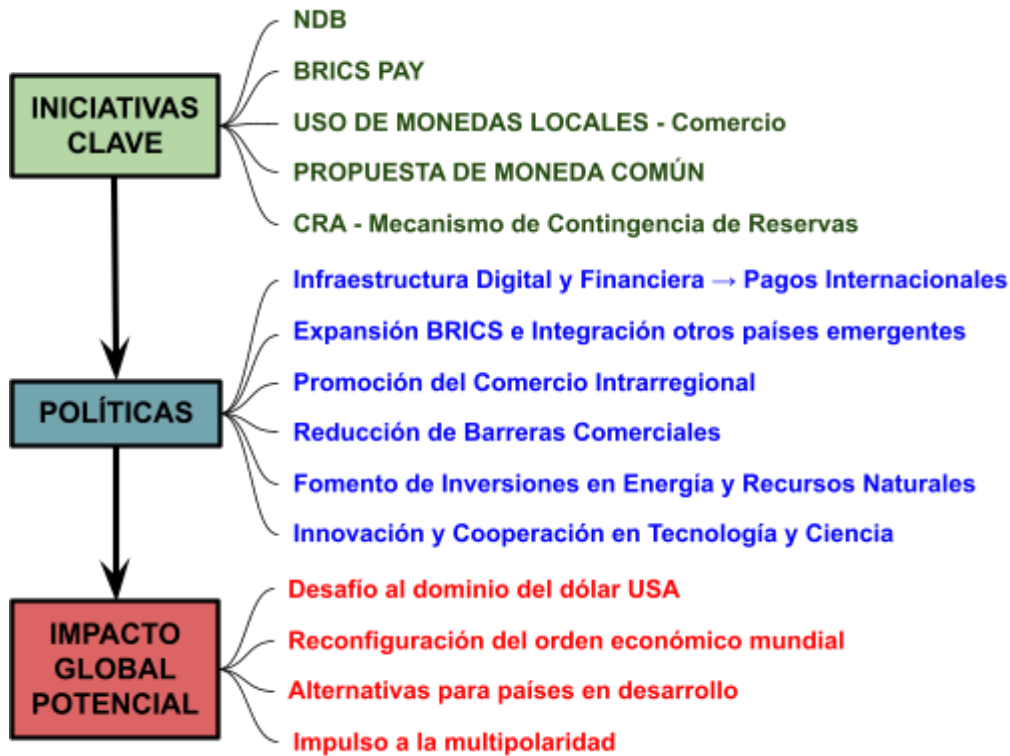 NDB
BRICS PAY
INICIATIVAS
CLAVE
USO DE MONEDAS LOCALES - Comercio
PROPUESTA DE MONEDA COMÚN
CRA - Mecanismo de Contingencia de Reservas
Infraestructura Digital y Financiera → Pagos Internacionales
Expansión BRICS e Integración otros países emergentes
Promoción del Comercio Intrarregional
POLÍTICAS
Reducción de Barreras Comerciales
Fomento de Inversiones en Energía y Recursos Naturales
Innovación y Cooperación en Tecnología y Ciencia
Desafío al dominio del dólar USA
IMPACTO
GLOBAL
POTENCIAL
Reconfiguración del orden económico mundial
Alternativas para países en desarrollo
Impulso a la multipolaridad